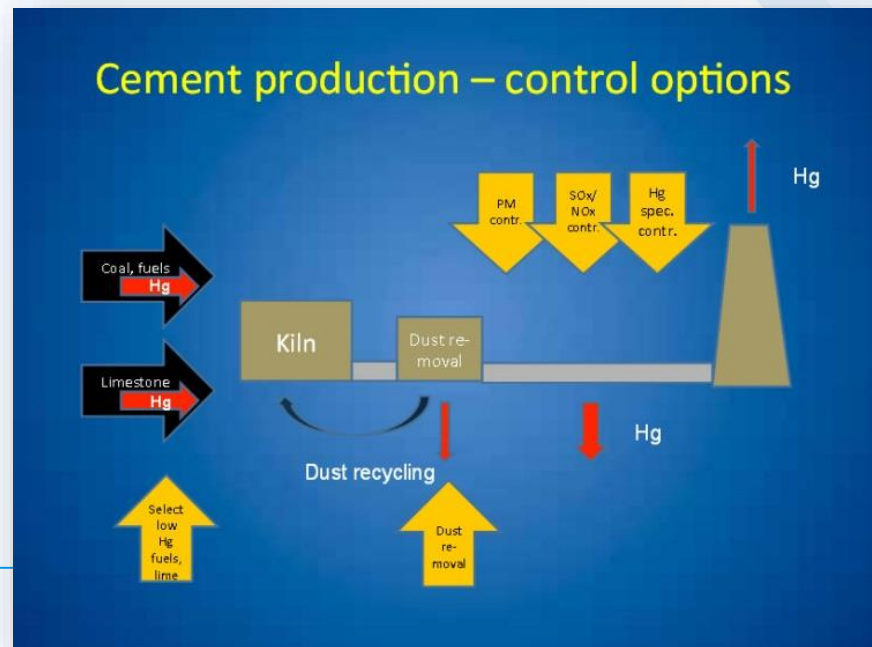 Cement production – control options
Hg
PM
contr.
SOx/
NOx
contr.
Hg
spec.
contr.
Coal, fuels
Hg
Kiln
Dust re-
moval
Limestone
Hg
Hg
Dust recycling
Select
low
Hg
fuels,
lime
Dust
re-
moval